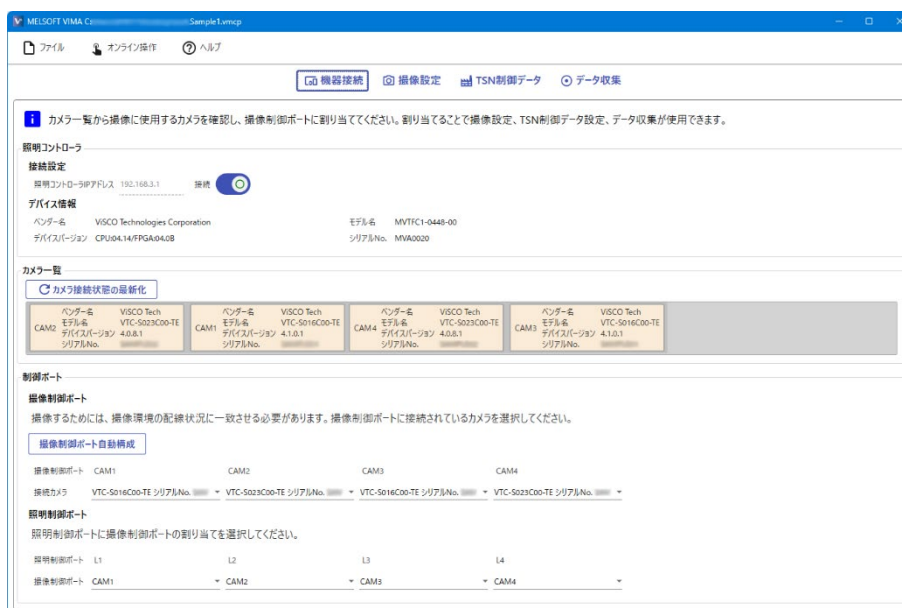 MELSOFT VIMA Sample1.vmcp
ファイル オンライン操作 ヘルプ
機器接続 撮像設定 TSN制御データ データ収集
カメラ一覧から撮像に使用するカメラを確認し、撮像制御ポートに割り当ててください。割り当てることで撮像設定、TSN制御データ設定、データ収集が使用できます。
照明コントローラ
接続設定
照明コントローラIPアドレス 192.168.3.1 接続
デバイス情報
ベンダー名 ViSCO Technologies Corporation モデル名 MVTFC1-0448-00
デバイスバージョン CPU:04.14/FPGA:04.0B シリアルNo. MVA0020
カメラ一覧
カメラ接続状態の最新化
CAM2 ベンダー名 ViSCO Tech
モデル名 VTC-S023C00-TE
デバイスバージョン 4.0.8.1
シリアルNo.
CAM1 ベンダー名 ViSCO Tech
モデル名 VTC-S016C00-TE
デバイスバージョン 4.1.0.1
シリアルNo.
CAM4 ベンダー名 ViSCO Tech
モデル名 VTC-S023C00-TE
デバイスバージョン 4.0.8.1
シリアルNo.
CAM3 ベンダー名 ViSCO Tech
モデル名 VTC-S016C00-TE
デバイスバージョン 4.1.0.1
シリアルNo.
制御ポート
撮像制御ポート
撮像するためには、撮像環境の配線状況に一致させる必要があります。撮像制御ポートに接続されているカメラを選択してください。
撮像制御ポート自動構成
撮像制御ポート CAM1 CAM2 CAM3 CAM4
接続カメラ VTC-S016C00-TE シリアルNo. VTC-S023C00-TE シリアルNo. VTC-S016C00-TE シリアルNo. VTC-S023C00-TE シリアルNo.
照明制御ポート
照明制御ポートに撮像制御ポートの割り当てを選択してください。
照明制御ポート L1 L2 L3 L4
撮像制御ポート CAM1 CAM2 CAM3 CAM4